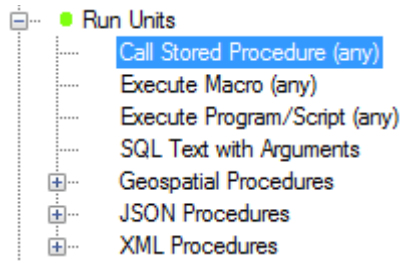 Run Units
Call Stored Procedure (any)
Execute Macro (any)
Execute Program/Script (any)
SQL Text with Arguments
Geospatial Procedures
JSON Procedures
XML Procedures